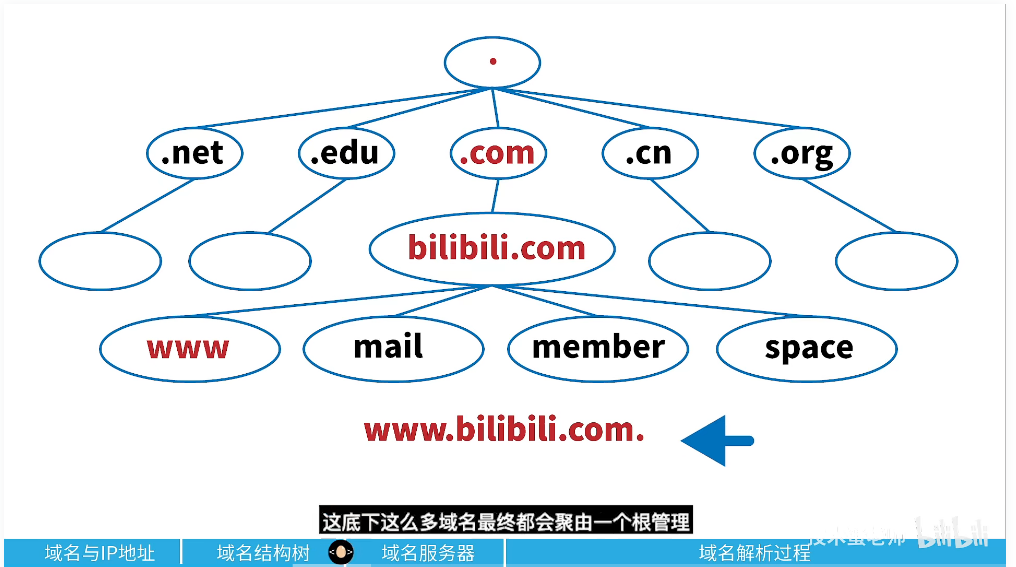 .
.net .edu .com .cn .org
bilibili.com
www mail member space
www.bilibili.com.
这底下这么多域名最终都会聚由一个根管理
技术蛋老师 bilibili
域名与IP地址 域名结构树 域名服务器 域名解析过程